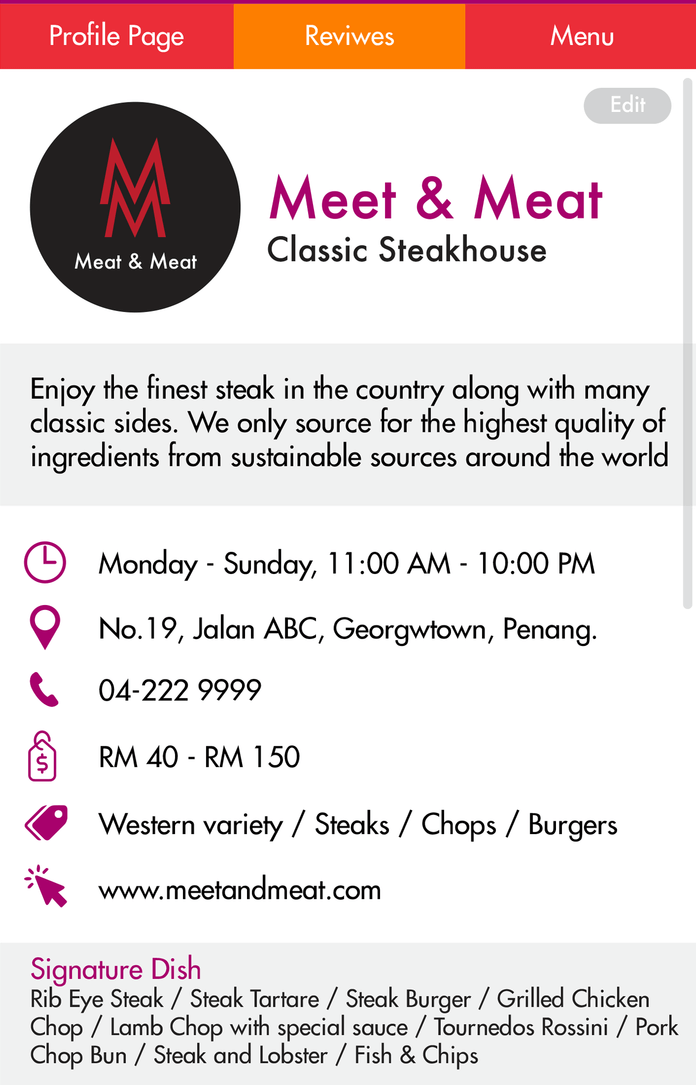 Profile Page
Reviwes
Menu
Edit
Meat & Meat
Meet & Meat
Classic Steakhouse
Enjoy the finest steak in the country along with many
classic sides. We only source for the highest quality of
ingredients from sustainable sources around the world
Monday - Sunday, 11:00 AM - 10:00 PM
No.19, Jalan ABC, Georgwtown, Penang.
04-222 9999
RM 40 - RM 150
Western variety / Steaks / Chops / Burgers
www.meetandmeat.com
Signature Dish
Rib Eye Steak / Steak Tartare / Steak Burger / Grilled Chicken
Chop / Lamb Chop with special sauce / Tournedos Rossini / Pork
Chop Bun / Steak and Lobster / Fish & Chips